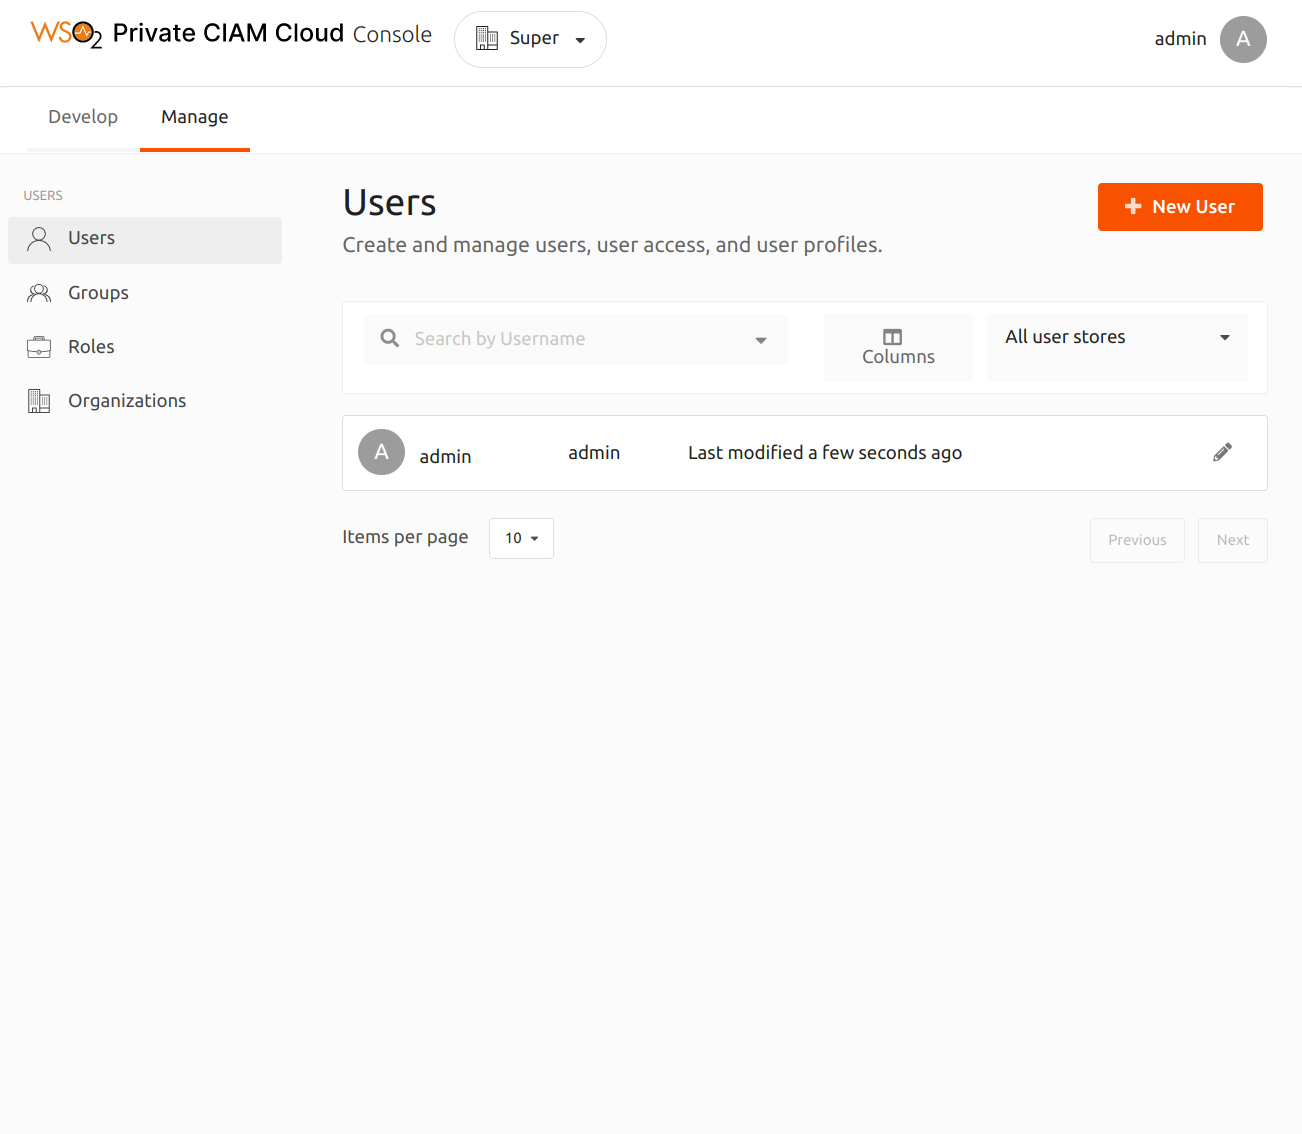 WSO2 Private CIAM Cloud Console
Super
admin
A
Develop
Manage
USERS
Users
Groups
Roles
Organizations
Users
New User
Create and manage users, user access, and user profiles.
Search by Username
Columns
All user stores
A
admin
admin
Last modified a few seconds ago
Items per page
10
Previous
Next